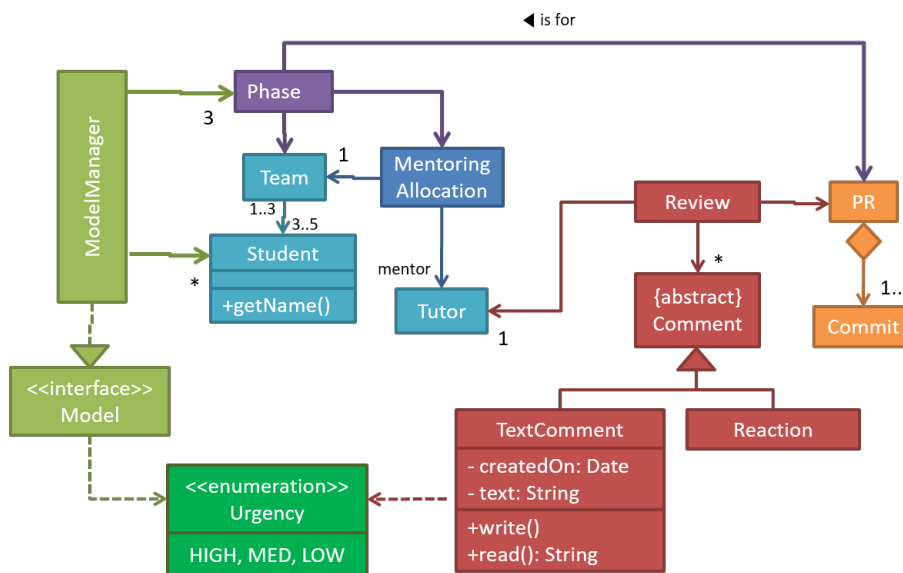 ◀ is for
ModelManager
3
Phase
1
Team
Mentoring
Allocation
Review
PR
1..3
3..5
Student
*
+getName()
mentor
Tutor
1
*
{abstract}
Comment
1..
Commit
<<interface>>
Model
TextComment
- createdOn: Date
- text: String
+write()
+read(): String
Reaction
<<enumeration>>
Urgency
HIGH, MED, LOW